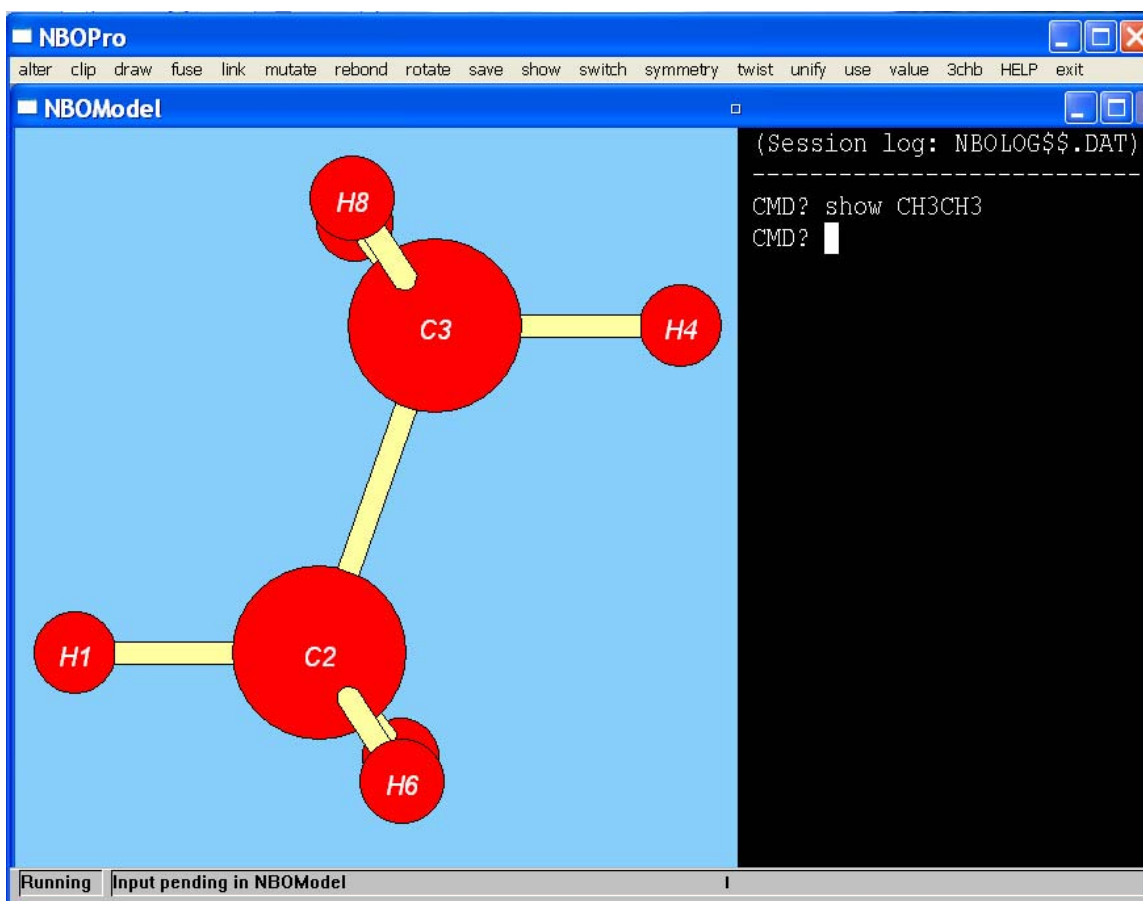 NBOPro
alter clip draw fuse link mutate rebond rotate save show switch symmetry twist unify use value 3chb HELP exit
NBOModel
(Session log: NBOLOG$$.DAT)
---------------------------
CMD? show CH3CH3
CMD?
H8
C3
H4
H1
C2
H6
Running Input pending in NBOModel